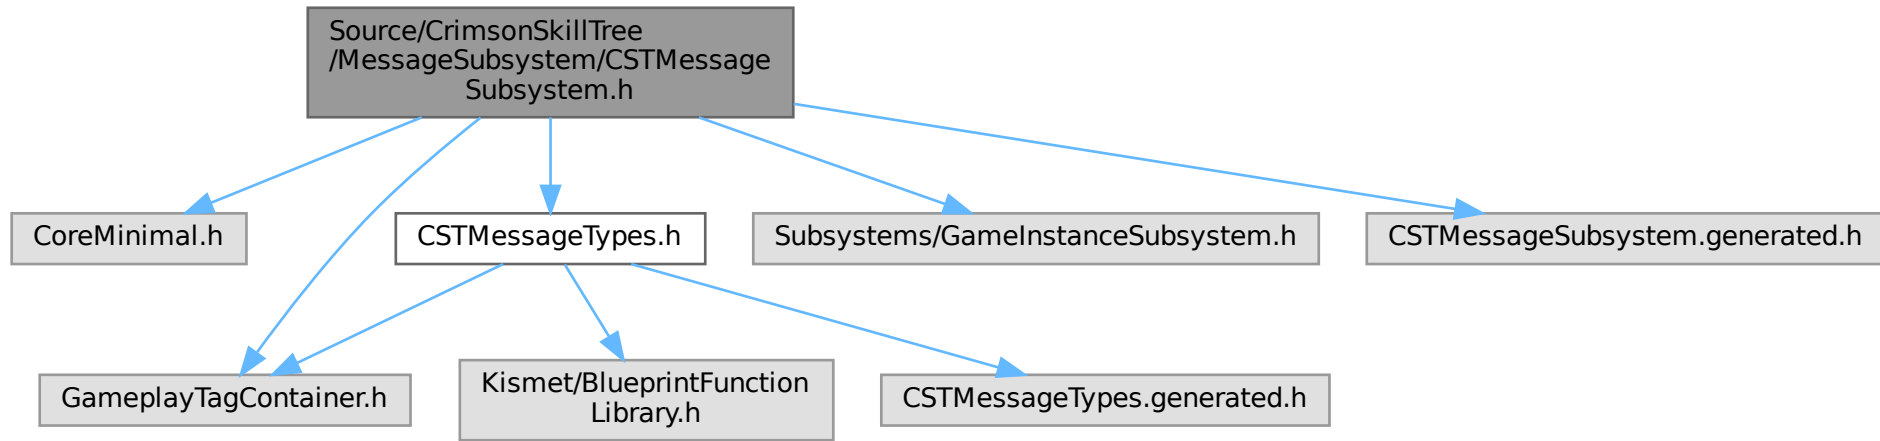 Source/CrimsonSkillTree
/MessageSubsystem/CSTMessage
Subsystem.h
CoreMinimal.h
CSTMessageTypes.h
Subsystems/GameInstanceSubsystem.h
CSTMessageSubsystem.generated.h
GameplayTagContainer.h
Kismet/BlueprintFunction
Library.h
CSTMessageTypes.generated.h